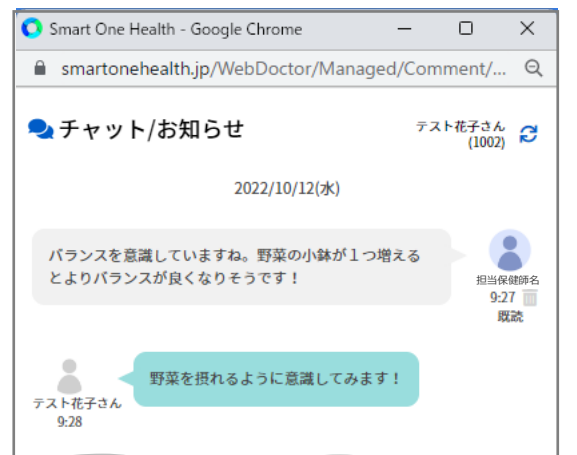 Smart One Health - Google Chrome
smartonehealth.jp/WebDoctor/Managed/Comment/...
チャット/お知らせ
テスト花子さん
(1002)
2022/10/12(水)
バランスを意識していますね。野菜の小鉢が１つ増える
とよりバランスが良くなりそうです！
担当保健師名
9:27
既読
野菜を摂れるように意識してみます！
テスト花子さん
9:28